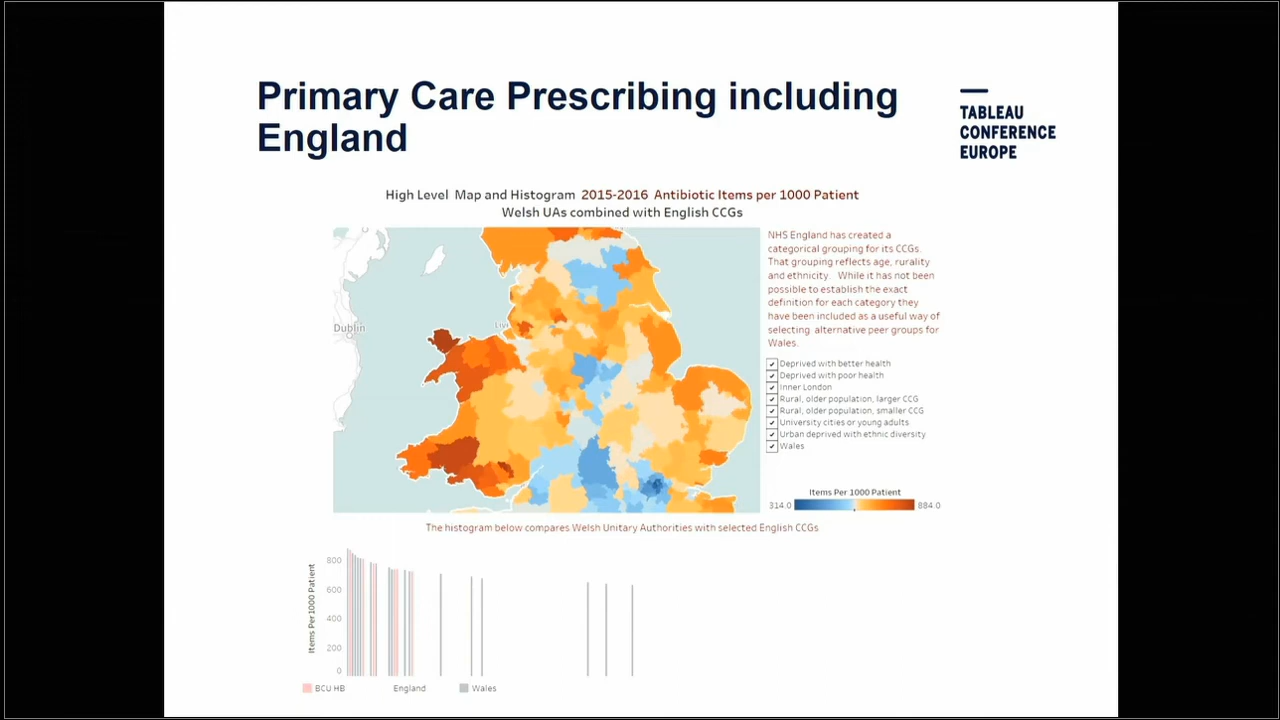 Primary Care Prescribing including
England
TABLEAU
CONFERENCE
EUROPE
High Level Map and Histogram 2015-2016 Antibiotic Items per 1000 Patient
Welsh UAs combined with English CCGs
Dublin
Liv
NHS England has created a
categorical grouping for its CCGs.
That grouping reflects age, rurality
and ethnicity. While it has not been
possible to establish the exact
definition for each category they
have been included as a useful way of
selecting alternative peer groups for
Wales.
Deprived with better health
Deprived with poor health
Inner London
Rural, older population, larger CCG
Rural, older population, smaller CCG
University cities or young adults
Urban deprived with ethnic diversity
Wales
Items Per 1000 Patient
314.0 884.0
The histogram below compares Welsh Unitary Authorities with selected English CCGs
Items Per1000 Patient
800
600
400
200
0
BCU HB England Wales